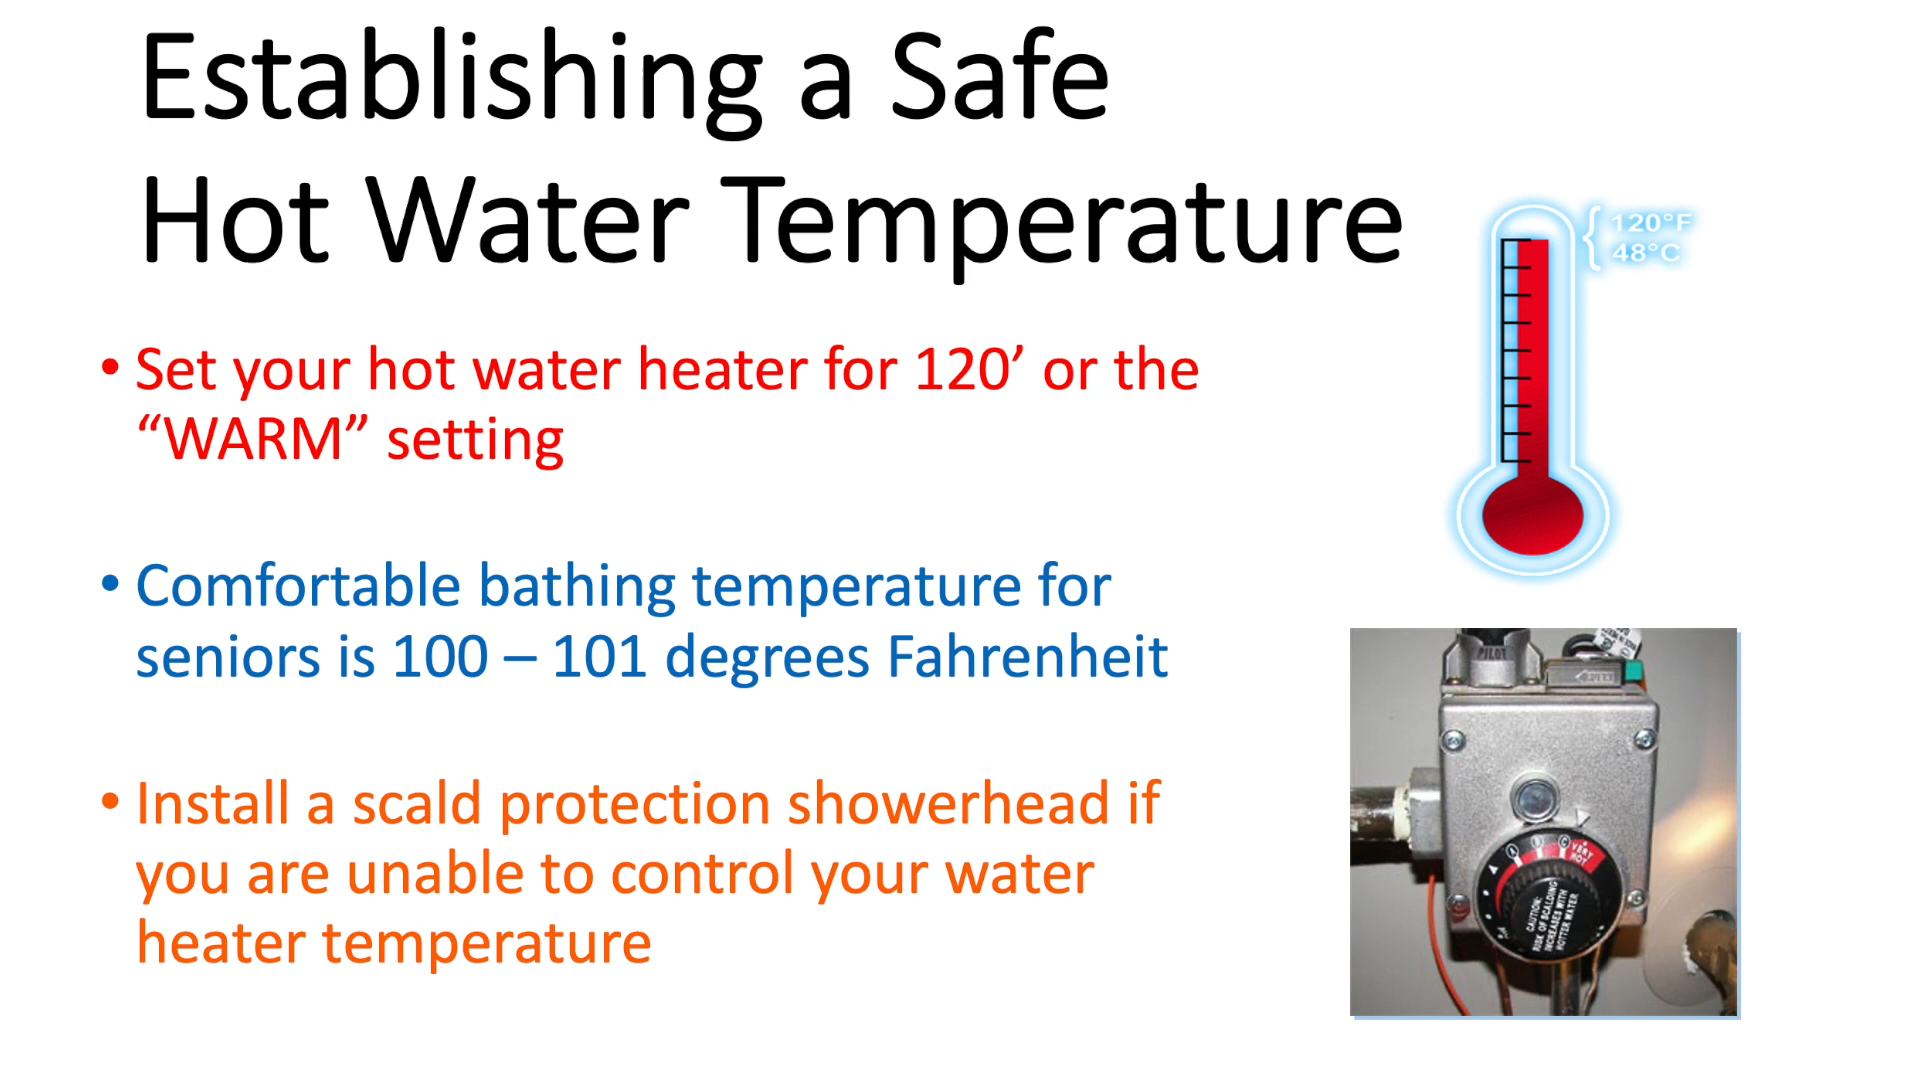 Establishing a Safe
Hot Water Temperature
120°F
48°C
• Set your hot water heater for 120’ or the
“WARM” setting
• Comfortable bathing temperature for
seniors is 100 – 101 degrees Fahrenheit
• Install a scald protection showerhead if
you are unable to control your water
heater temperature
PILOT
A
B
C
VERY
HOT
CAUTION:
RISK OF SCALDING
INCREASES WITH
HOTTER WATER